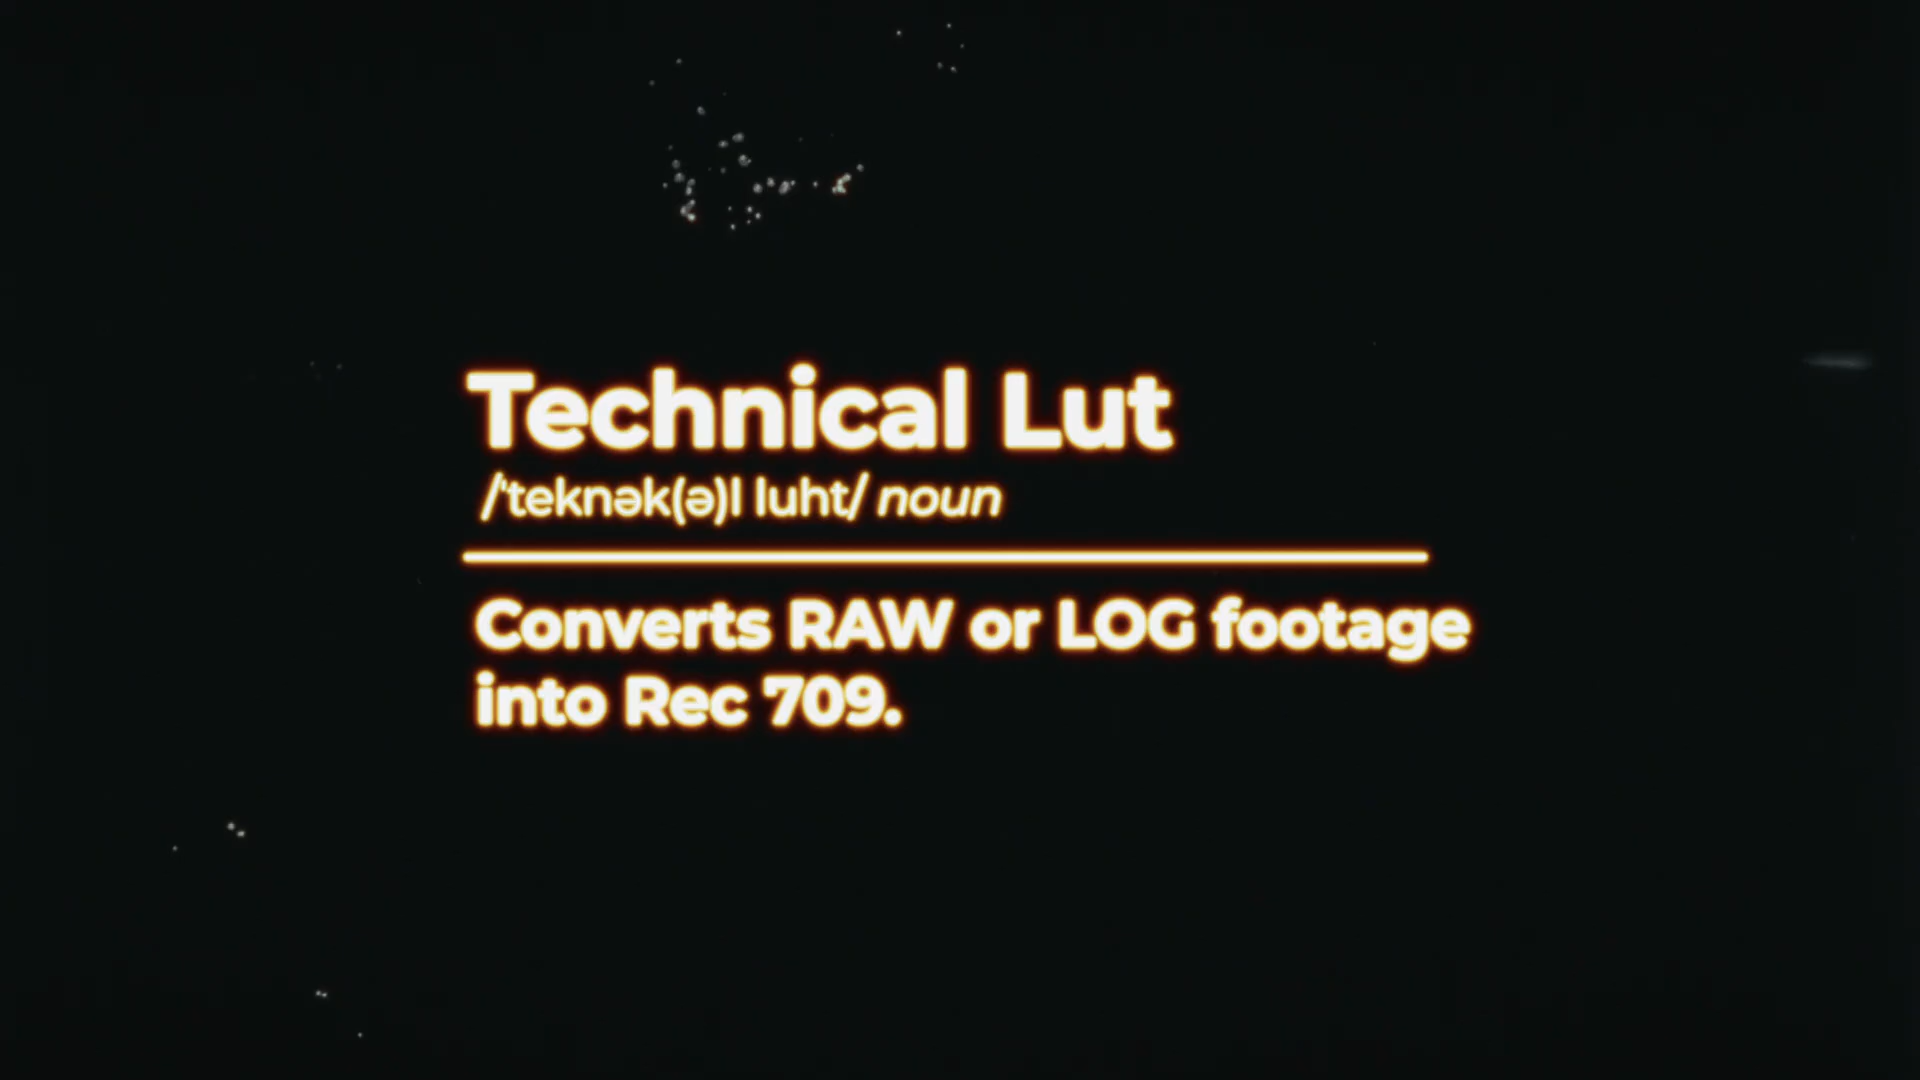 Technical Lut
/'teknək(ə)l luht/ noun
Converts RAW or LOG footage
into Rec 709.